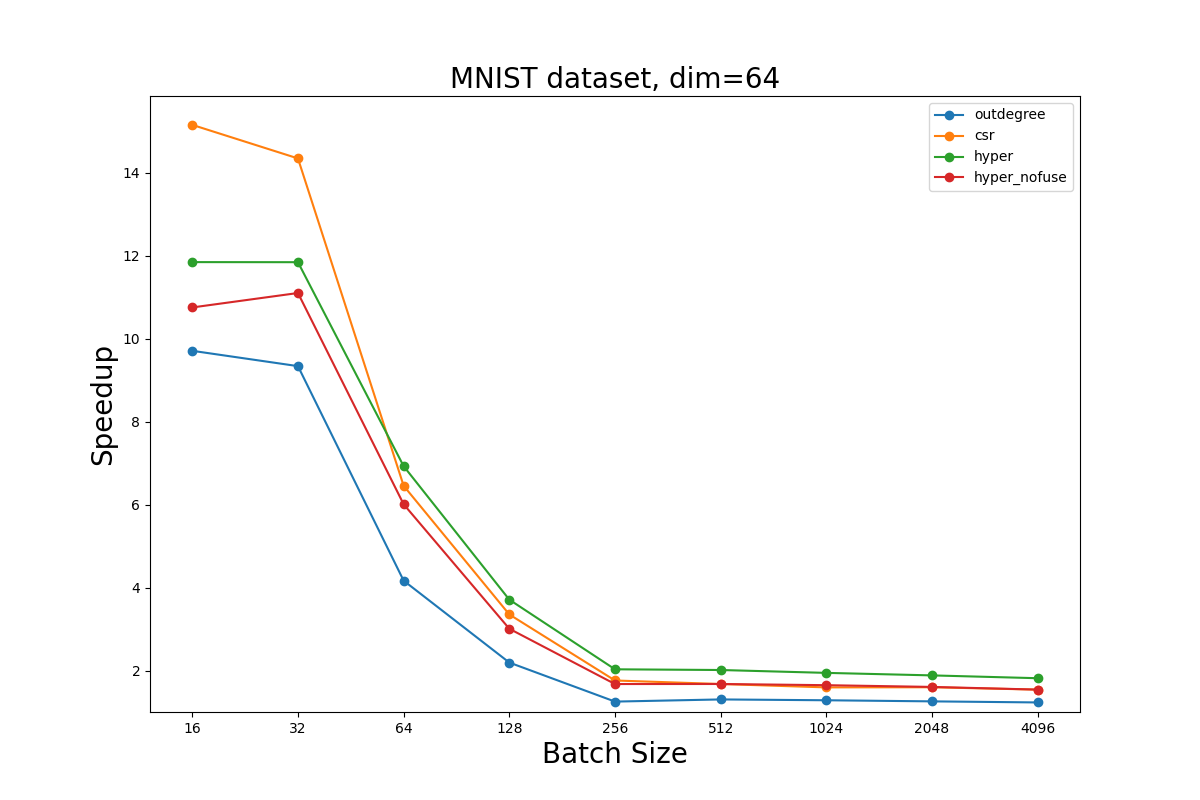 MNIST dataset, dim=64
outdegree
csr
hyper
hyper_nofuse
Speedup
14
12
10
8
6
4
2
16 32 64 128 256 512 1024 2048 4096
Batch Size